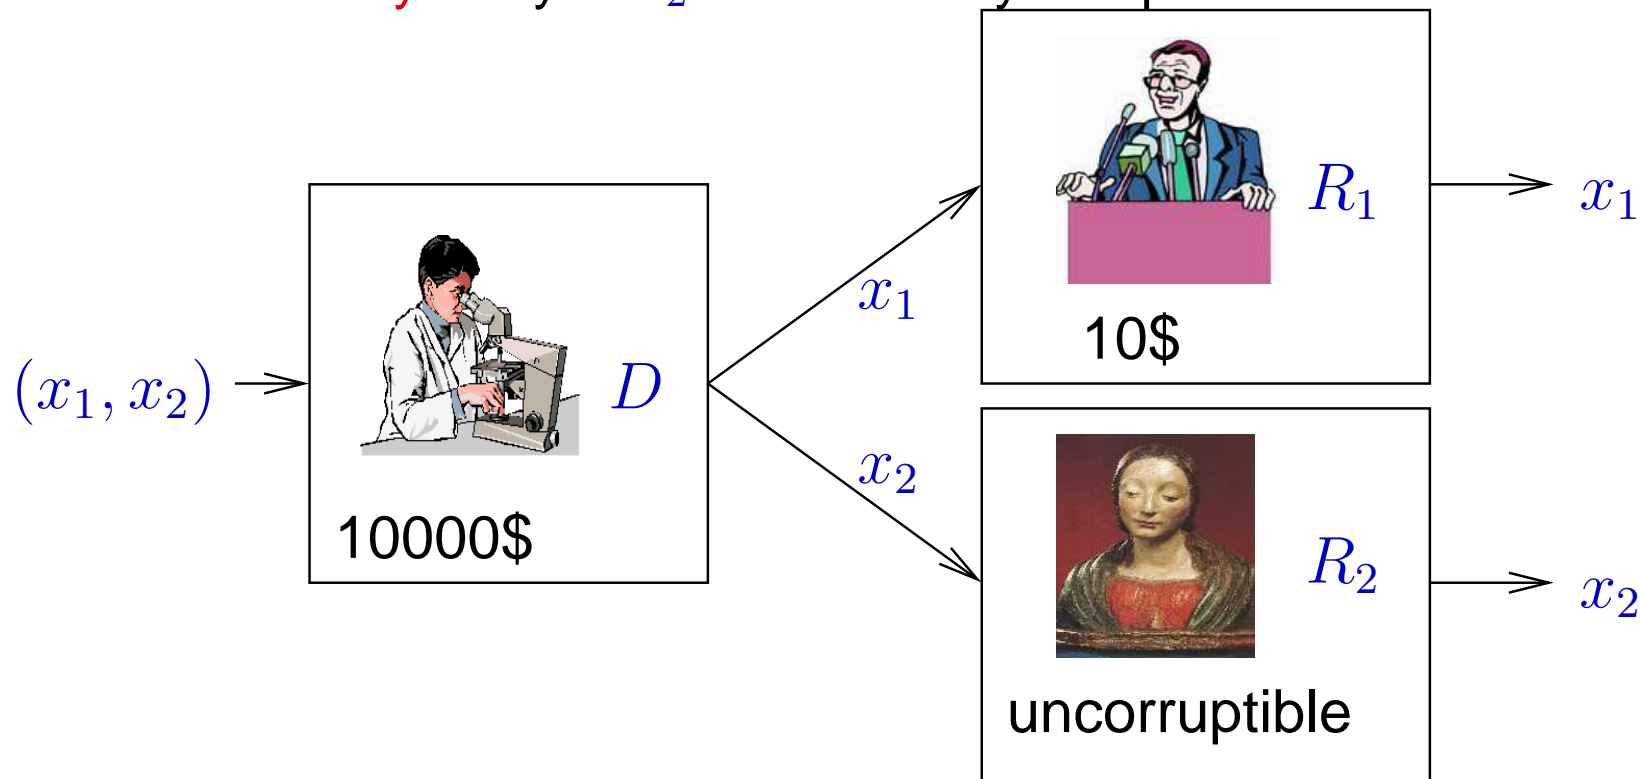 (x₁, x₂)
D
10000$
x₁
x₂
R₁
10$
x₁
R₂
uncorruptible
x₂